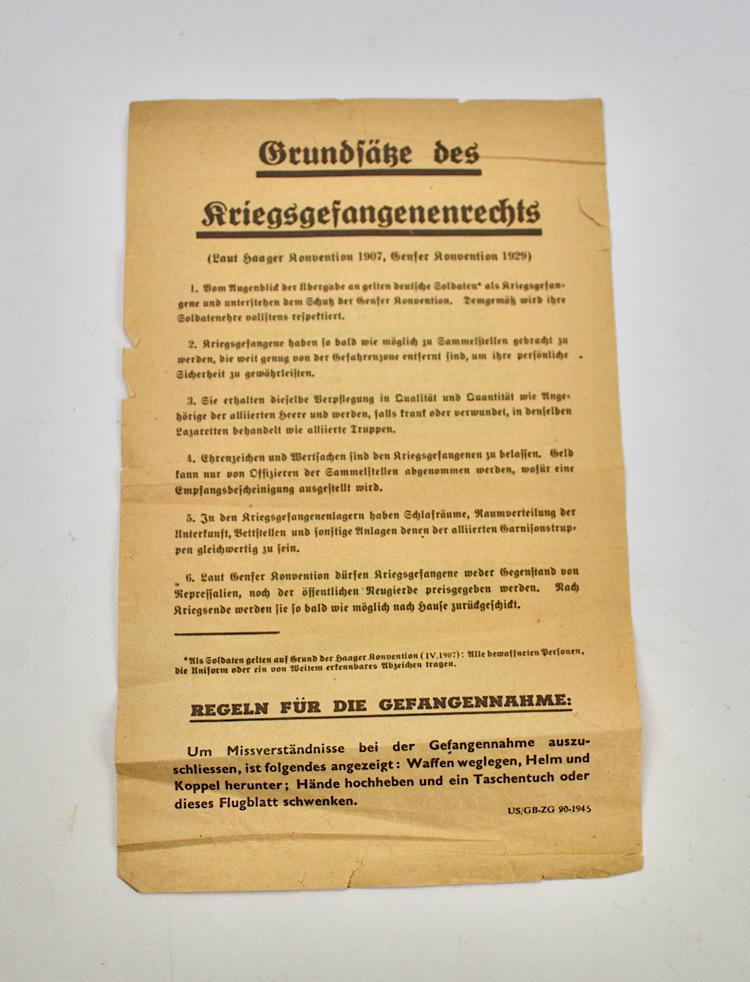 Grundsätze des
Kriegsgefangenenrechts
(Laut Haager Konvention 1907, Genfer Konvention 1929)
1. Vom Augenblick der Übergabe an gelten deutsche Soldaten* als Kriegsgefan-
gene und unterstehen dem Schutz der Genfer Konvention. Demgemäß wird ihre
Soldatenehre vollstens respektiert.
2. Kriegsgefangene haben so bald wie möglich zu Sammelstellen gebracht zu
werden, die weit genug von der Gefahrenzone entfernt sind, um ihre persönliche
Sicherheit zu gewährleisten.
3. Sie erhalten dieselbe Verpflegung in Qualität und Quantität wie Ange-
hörige der alliierten Heere und werden, falls krank oder verwundet, in denselben
Lazaretten behandelt wie alliierte Truppen.
4. Ehrenzeichen und Wertsachen sind den Kriegsgefangenen zu belassen. Geld
kann nur von Offizieren der Sammelstellen abgenommen werden, wofür eine
Empfangsbescheinigung ausgestellt wird.
5. In den Kriegsgefangenenlagern haben Schlafräume, Raumverteilung der
Unterkunft, Bettstellen und sonstige Anlagen denen der alliierten Garnisonstrup-
pen gleichwertig zu sein.
6. Laut Genfer Konvention dürfen Kriegsgefangene weder Gegenstand von
Repressalien, noch der öffentlichen Neugierde preisgegeben werden. Nach
Kriegsende werden sie so bald wie möglich nach Hause zurückgeschickt.
*Als Soldaten gelten auf Grund der Haager Konvention (IV.1907): Alle bewaffneten Personen,
die Uniform oder ein von Weitem erkennbares Abzeichen tragen.
REGELN FÜR DIE GEFANGENNAHME:
Um Missverständnisse bei der Gefangennahme auszu-
schliessen, ist folgendes angezeigt: Waffen weglegen, Helm und
Koppel herunter; Hände hochheben und ein Taschentuch oder
dieses Flugblatt schwenken.
US/GB-ZG 90-1945